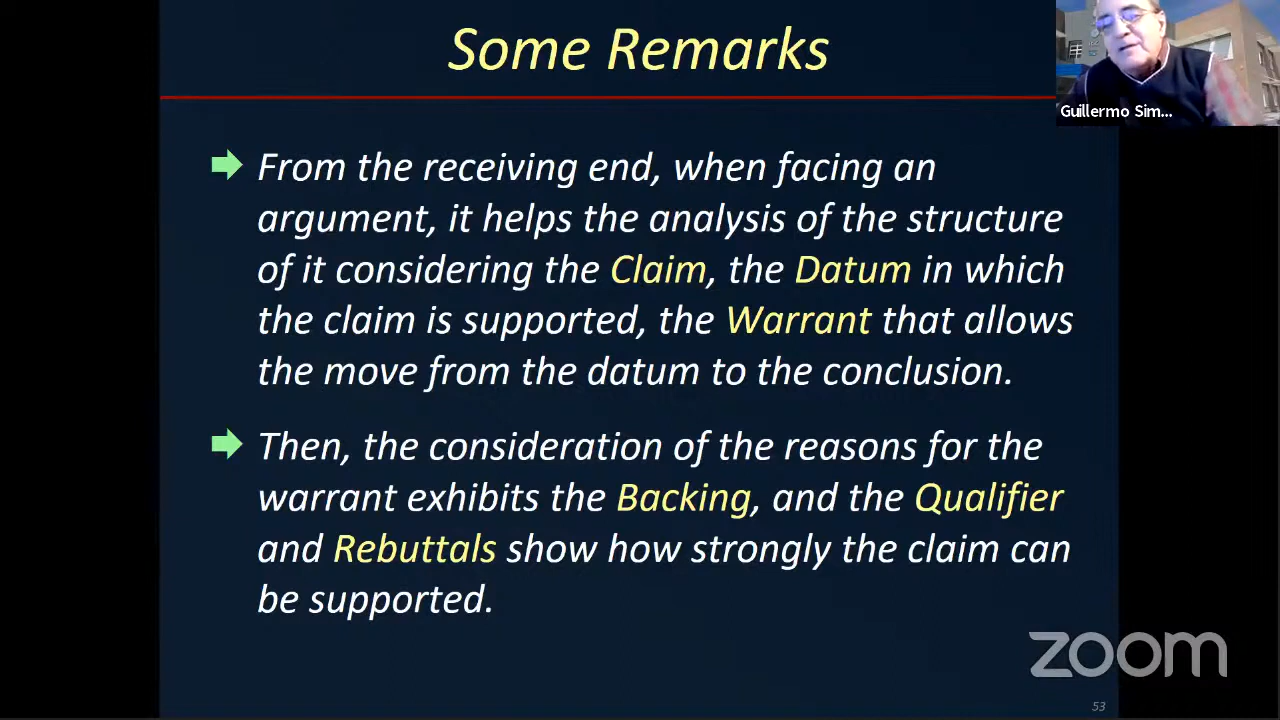 Some Remarks
Guillermo Sim...
From the receiving end, when facing an
argument, it helps the analysis of the structure
of it considering the Claim, the Datum in which
the claim is supported, the Warrant that allows
the move from the datum to the conclusion.
Then, the consideration of the reasons for the
warrant exhibits the Backing, and the Qualifier
and Rebuttals show how strongly the claim can
be supported.
zoom
53